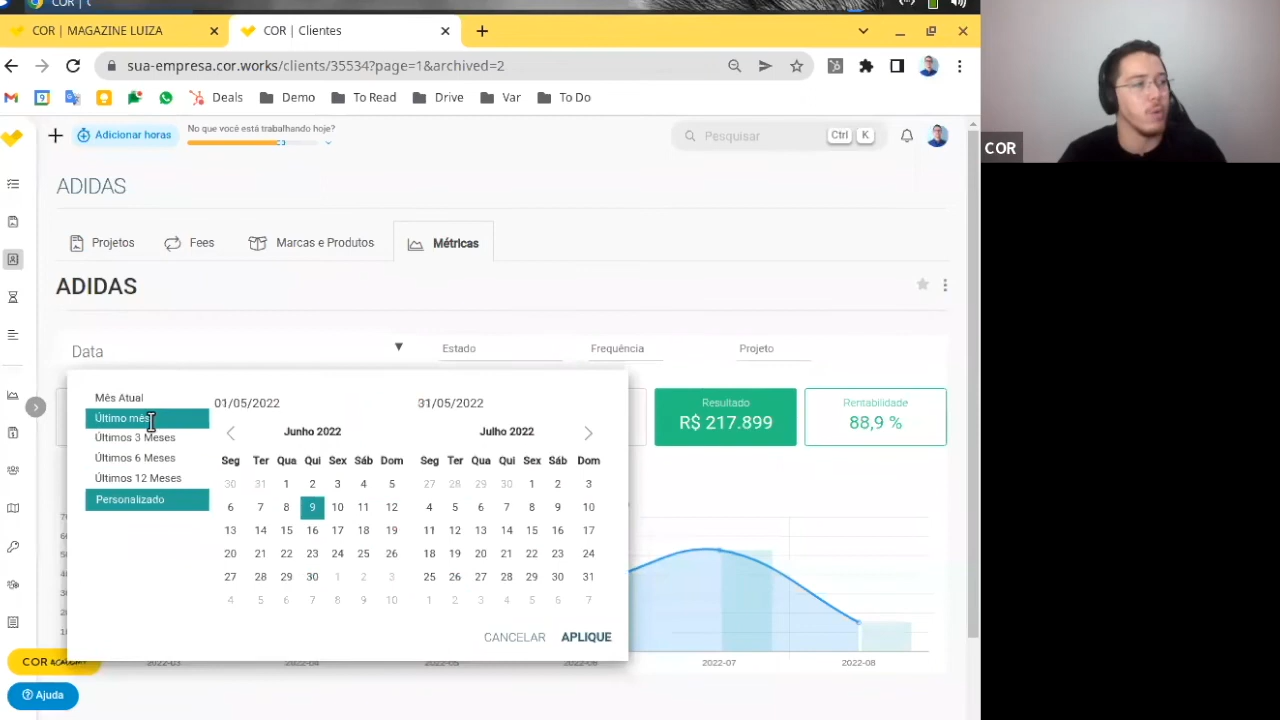 COR | MAGAZINE LUIZA
COR | Clientes
sua-empresa.cor.works/clients/35534?page=1&archived=2
Deals
Demo
To Read
Drive
Var
To Do
Adicionar horas
No que você está trabalhando hoje?
Pesquisar
Ctrl
K
COR
ADIDAS
Projetos
Fees
Marcas e Produtos
Métricas
ADIDAS
Data
Estado
Frequência
Projeto
Mês Atual
Último mês
Últimos 3 Meses
Últimos 6 Meses
Últimos 12 Meses
Personalizado
01/05/2022
31/05/2022
Junho 2022
Julho 2022
Seg Ter Qua Qui Sex Sáb Dom
Seg Ter Qua Qui Sex Sáb Dom
30 31 1 2 3 4 5
27 28 29 30 1 2 3
6 7 8 9 10 11 12
4 5 6 7 8 9 10
13 14 15 16 17 18 19
11 12 13 14 15 16 17
20 21 22 23 24 25 26
18 19 20 21 22 23 24
27 28 29 30 1 2 3
25 26 27 28 29 30 31
4 5 6 7 8 9 10
1 2 3 4 5 6 7
CANCELAR
APLIQUE
Resultado
R$ 217.899
Rentabilidade
88,9 %
2022-07
2022-08
COR ACADEMY
Ajuda